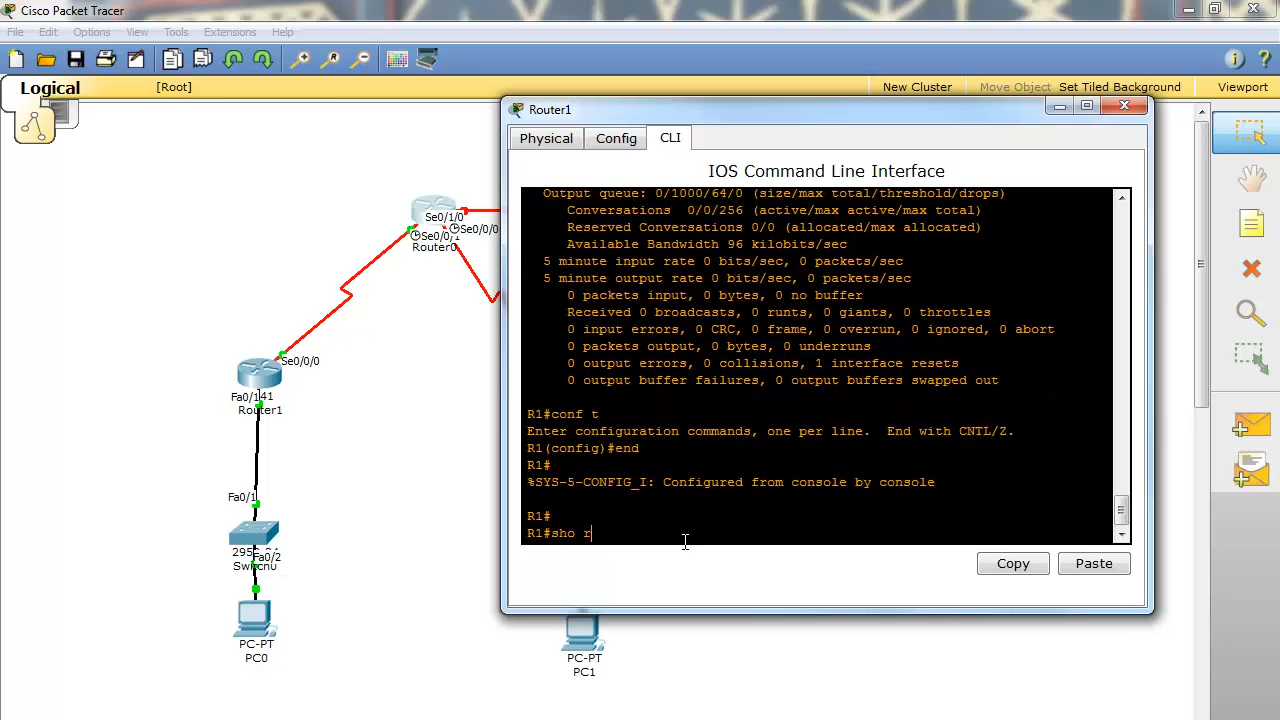 Cisco Packet Tracer
File Edit Options View Tools Extensions Help
Logical [Root] New Cluster Move Object Set Tiled Background Viewport
Router1
Physical Config CLI
IOS Command Line Interface
Output queue: 0/1000/64/0 (size/max total/threshold/drops)
Conversations 0/0/256 (active/max active/max total)
Reserved Conversations 0/0 (allocated/max allocated)
Available Bandwidth 96 kilobits/sec
5 minute input rate 0 bits/sec, 0 packets/sec
5 minute output rate 0 bits/sec, 0 packets/sec
0 packets input, 0 bytes, 0 no buffer
Received 0 broadcasts, 0 runts, 0 giants, 0 throttles
0 input errors, 0 CRC, 0 frame, 0 overrun, 0 ignored, 0 abort
0 packets output, 0 bytes, 0 underruns
0 output errors, 0 collisions, 1 interface resets
0 output buffer failures, 0 output buffers swapped out
R1#conf t
Enter configuration commands, one per line. End with CNTL/Z.
R1(config)#end
R1#
%SYS-5-CONFIG_I: Configured from console by console
R1#
R1#sho r
Copy Paste
Se0/1/0
Se0/0/0
Se0/0/1
Router0
Se0/0/0
Router1
Fa0/1
Fa0/2
PC-PT
PC0
PC-PT
PC1